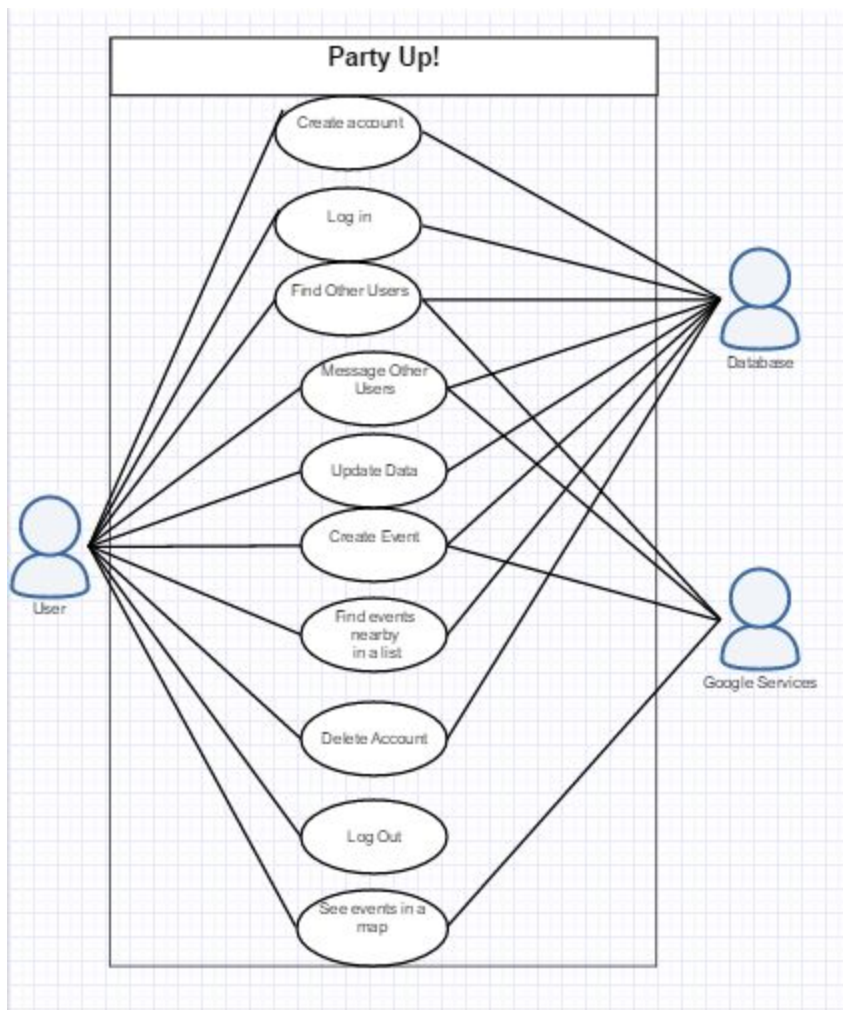 Party Up!
Create account
Log in
Find Other Users
Message Other
Users
Update Data
Create Event
Find events
nearby
in a list
Delete Account
Log Out
See events in a
map
User
Database
Google Services